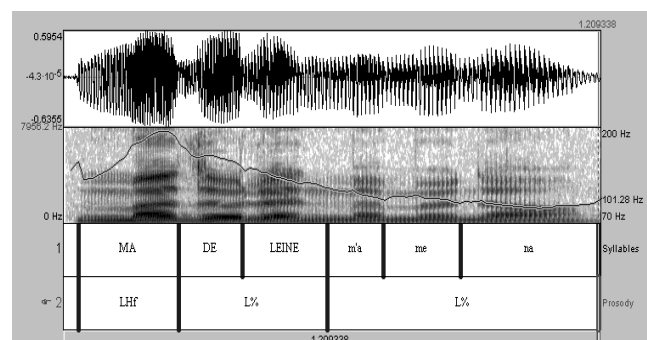 1.209338
0.5954
-4.3·10⁻⁵
-0.6355
7956.2 Hz
200 Hz
101.28 Hz
0 Hz
70 Hz
1 MA DE LEINE m'a me na Syllables
☞ 2 LHf L% L% Prosody
1.209338